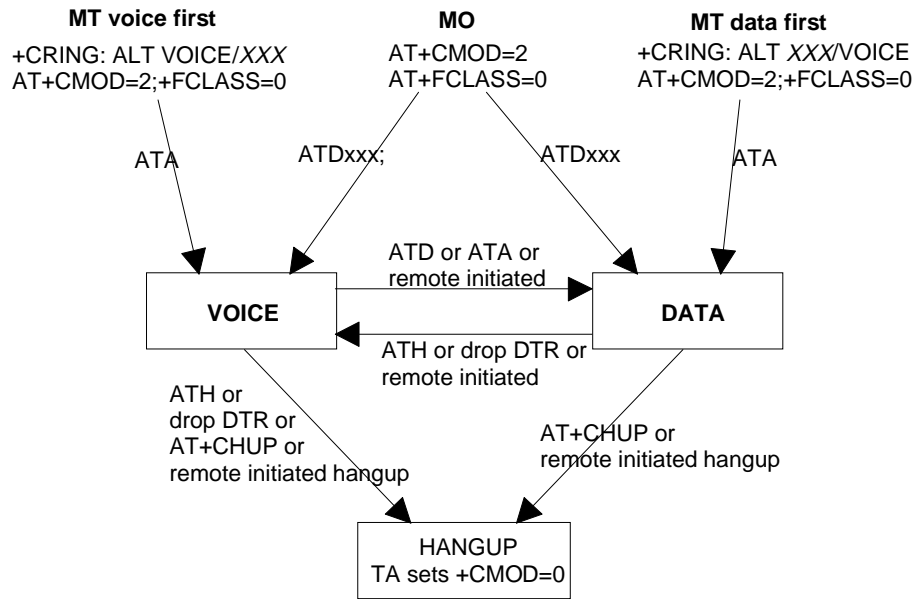 MT voice first
+CRING: ALT VOICE/XXX
AT+CMOD=2;+FCLASS=0
MO
AT+CMOD=2
AT+FCLASS=0
MT data first
+CRING: ALT XXX/VOICE
AT+CMOD=2;+FCLASS=0
ATA
ATDxxx;
ATDxxx
ATA
ATD or ATA or
remote initiated
VOICE
DATA
ATH or drop DTR or
remote initiated
ATH or
drop DTR or
AT+CHUP or
remote initiated hangup
AT+CHUP or
remote initiated hangup
HANGUP
TA sets +CMOD=0